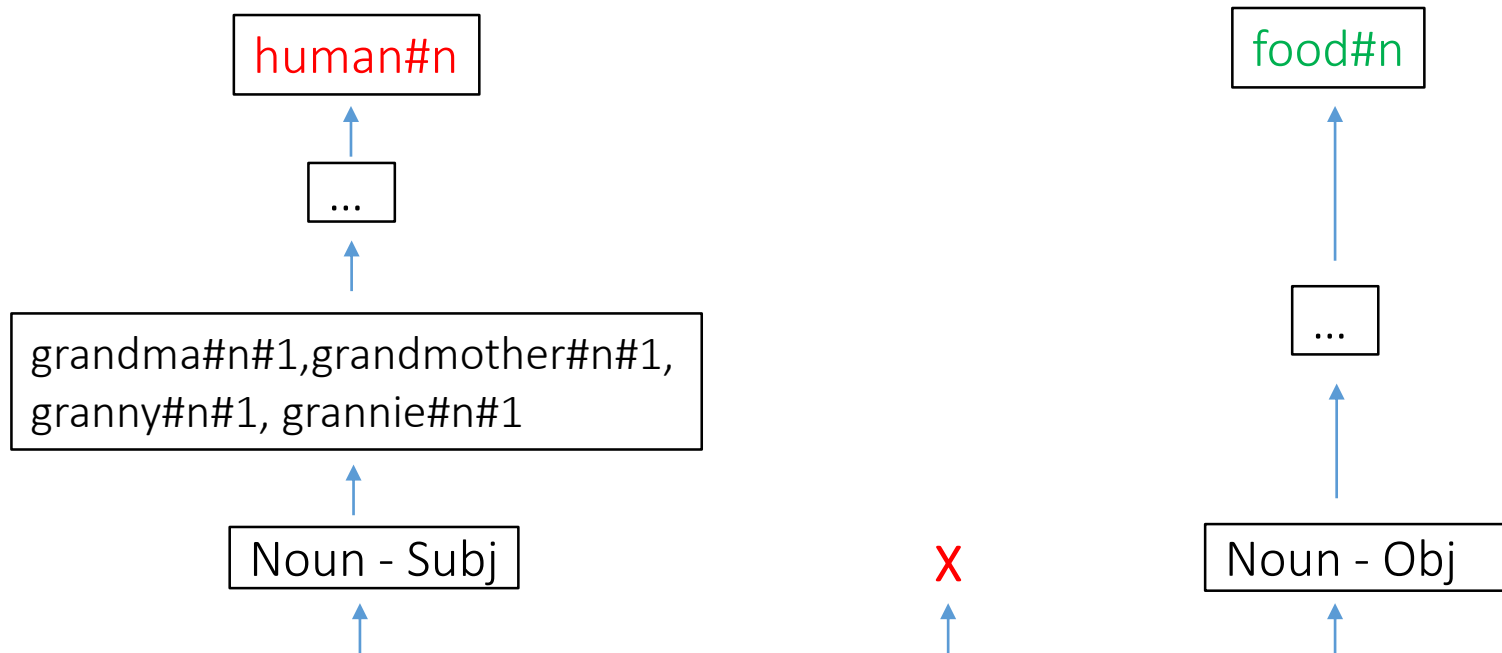 human#n
food#n
...
...
grandma#n#1,grandmother#n#1,
granny#n#1, grannie#n#1
Noun - Subj
X
Noun - Obj